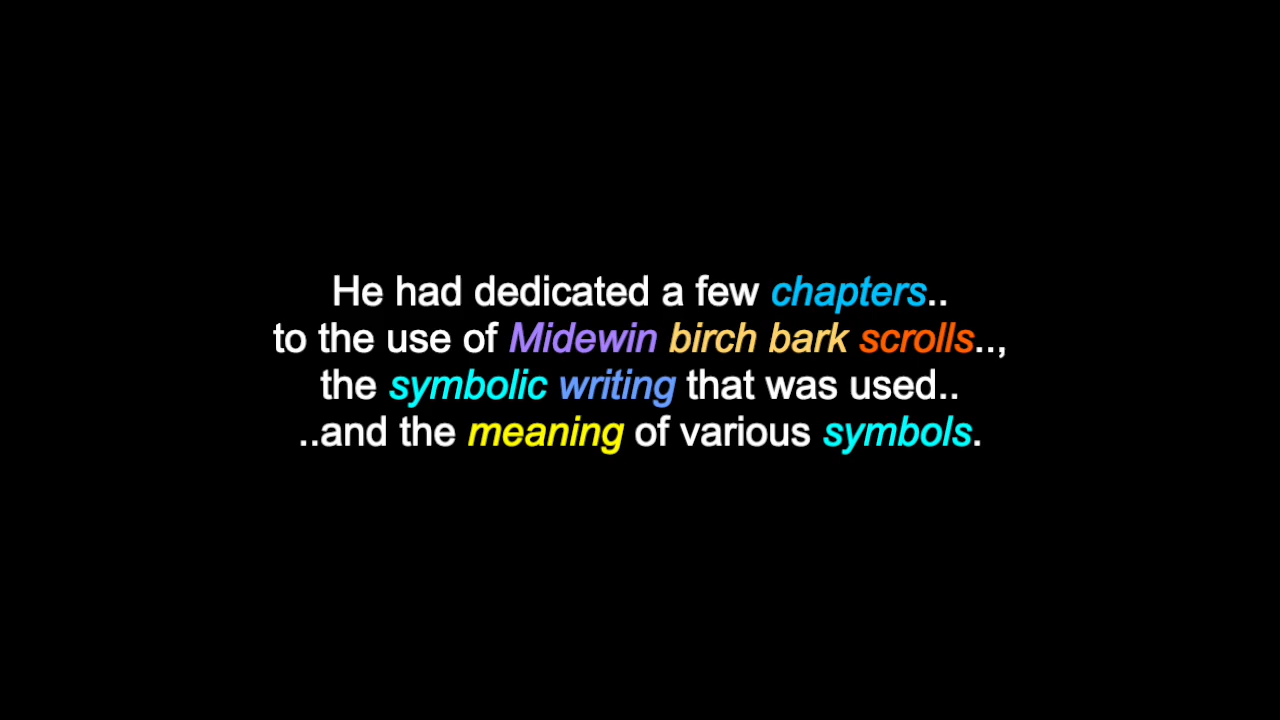 He had dedicated a few chapters..
to the use of Midewin birch bark scrolls..,
the symbolic writing that was used..
..and the meaning of various symbols.